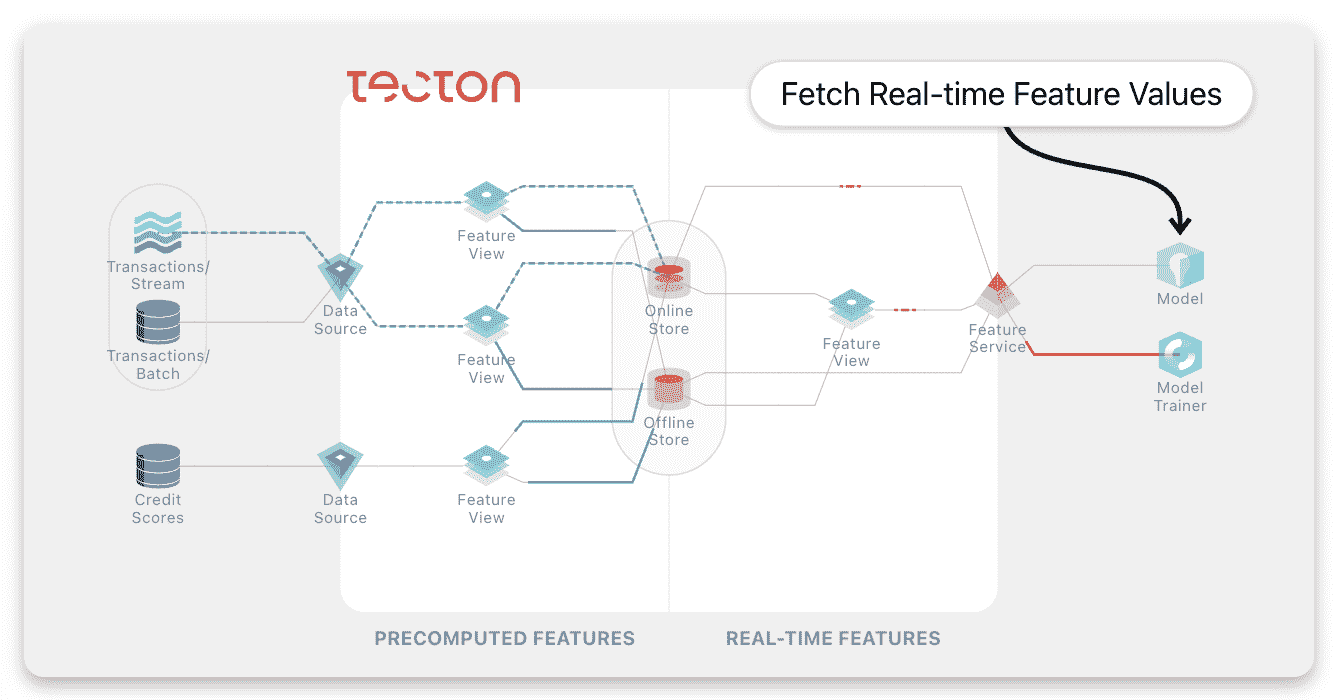 tecton
Fetch Real-time Feature Values
Transactions/
Stream
Transactions/
Batch
Credit
Scores
Data
Source
Data
Source
Feature
View
Feature
View
Feature
View
Online
Store
Offline
Store
Feature
View
Feature
Service
Model
Model
Trainer
PRECOMPUTED FEATURES
REAL-TIME FEATURES